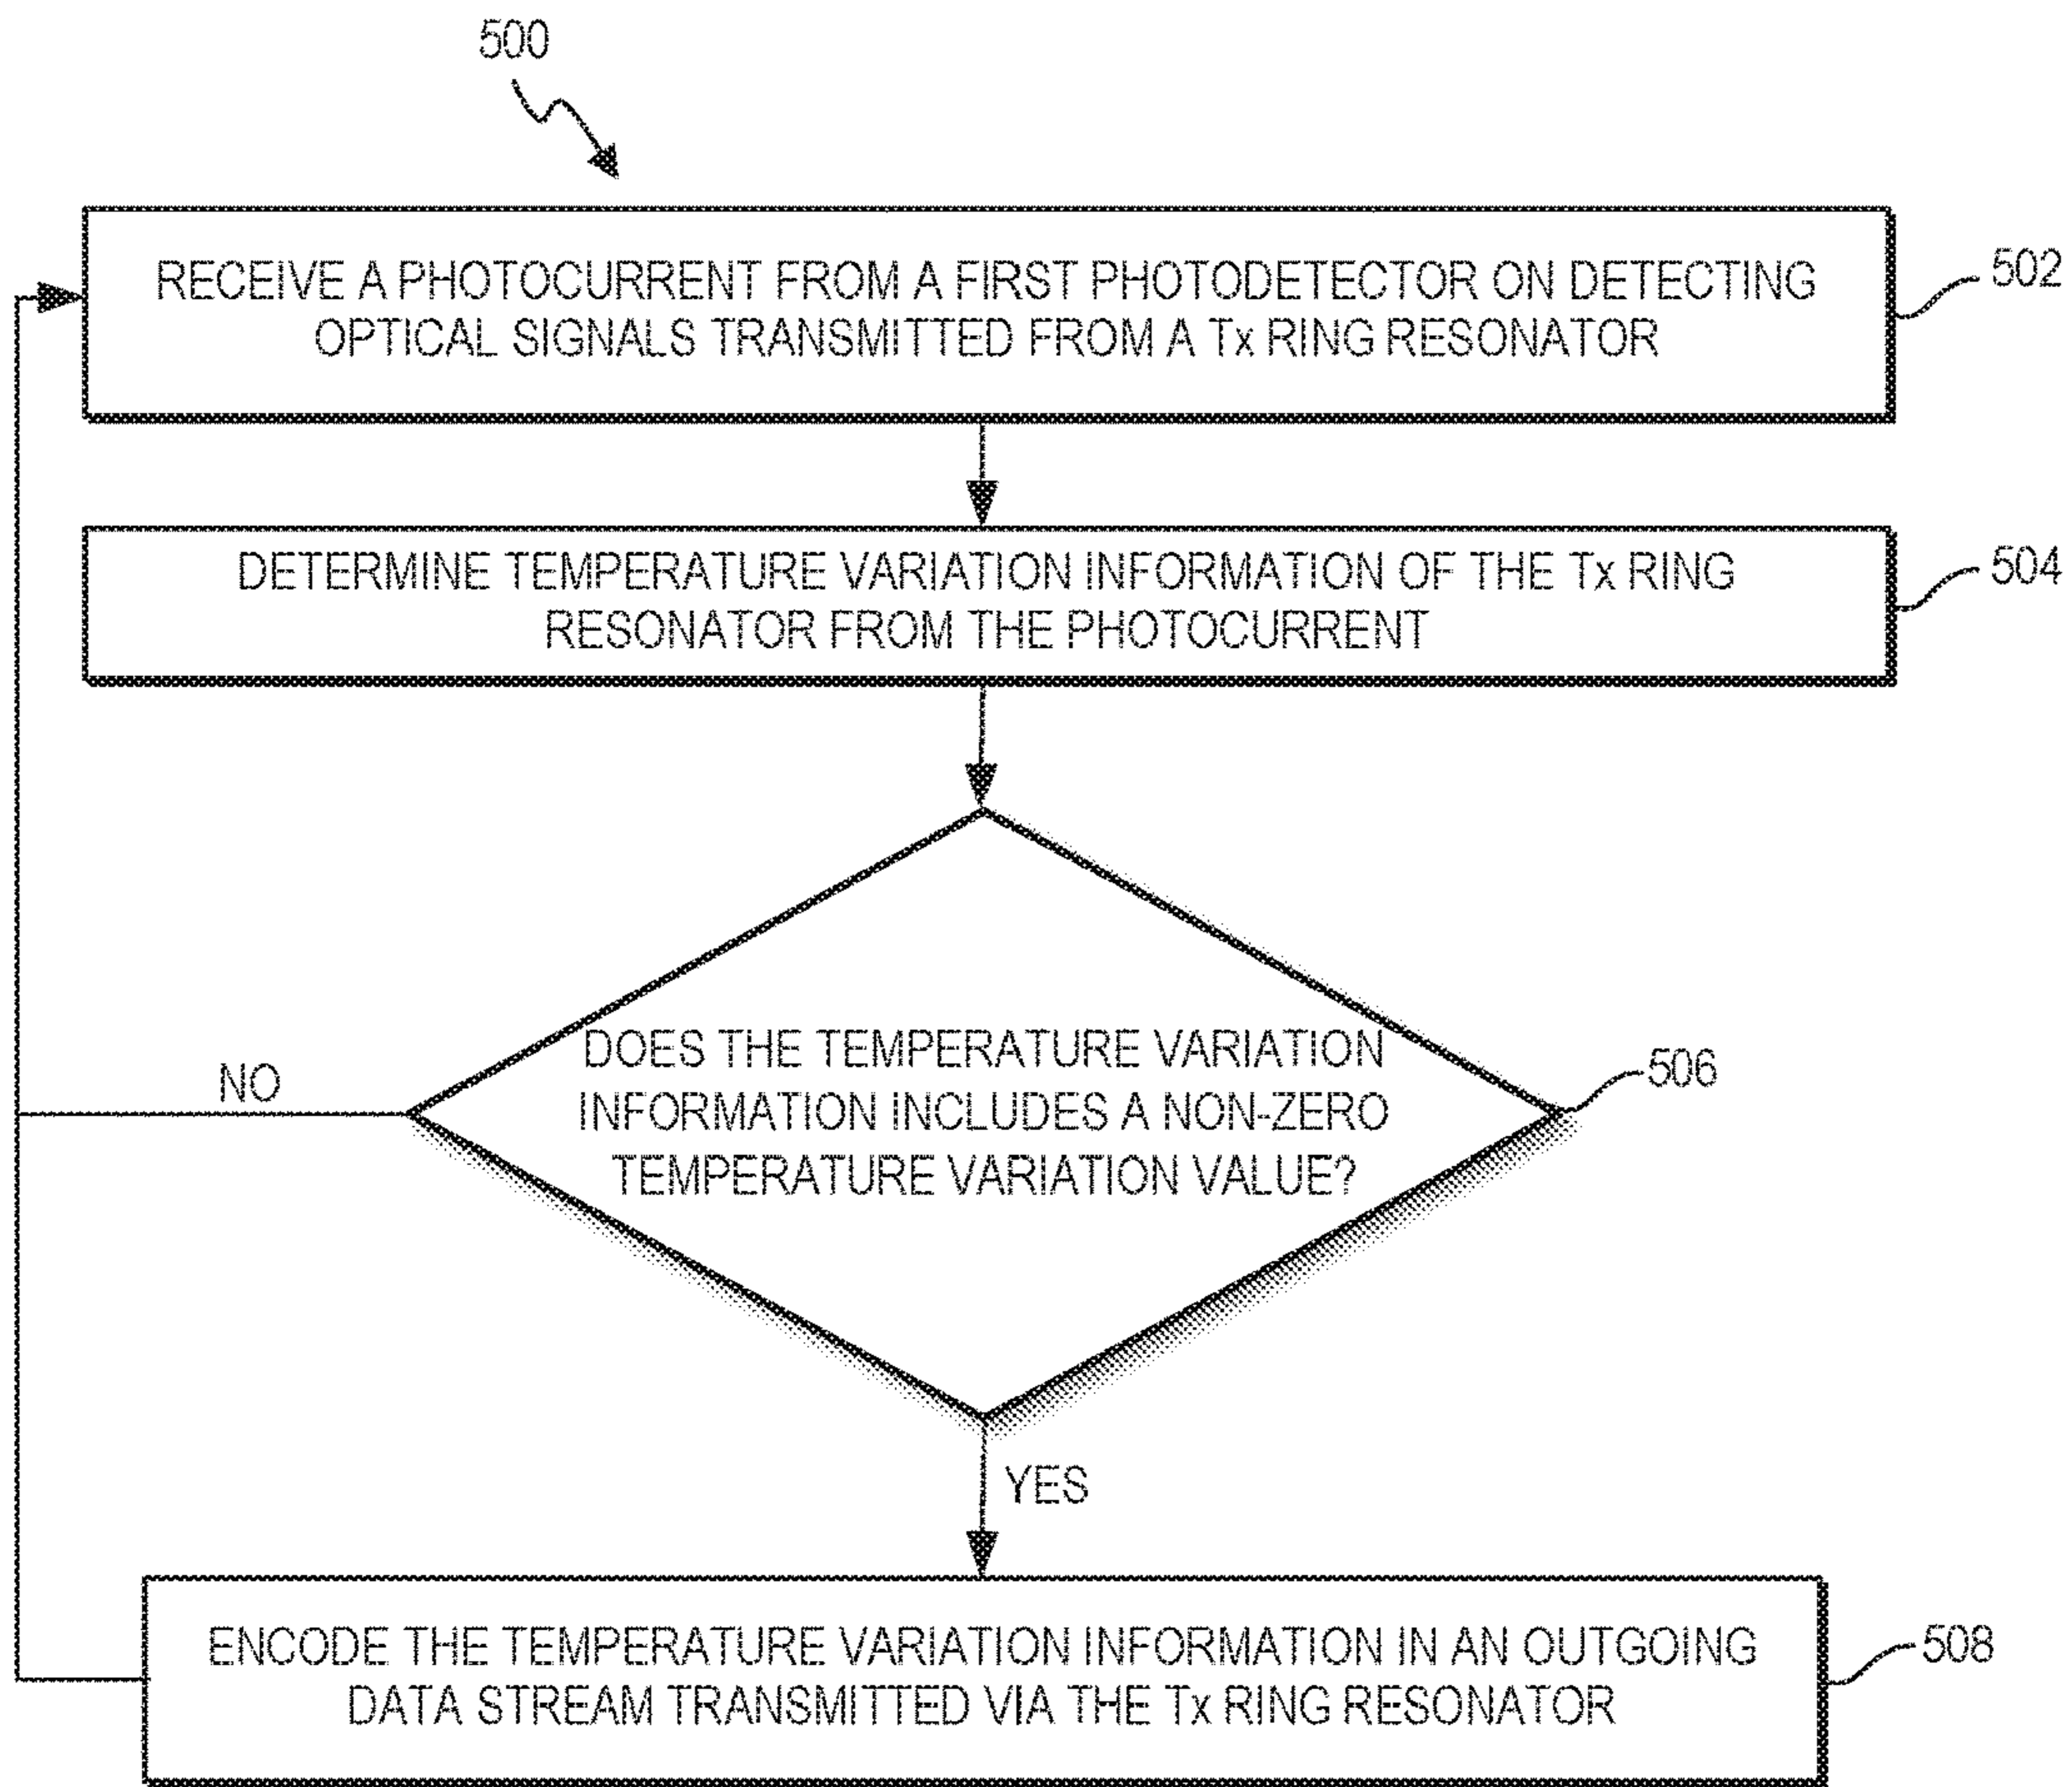 500
RECEIVE A PHOTOCURRENT FROM A FIRST PHOTODETECTOR ON DETECTING
OPTICAL SIGNALS TRANSMITTED FROM A Tx RING RESONATOR
502
DETERMINE TEMPERATURE VARIATION INFORMATION OF THE Tx RING
RESONATOR FROM THE PHOTOCURRENT
504
DOES THE TEMPERATURE VARIATION
INFORMATION INCLUDES A NON-ZERO
TEMPERATURE VARIATION VALUE?
506
NO
YES
ENCODE THE TEMPERATURE VARIATION INFORMATION IN AN OUTGOING
DATA STREAM TRANSMITTED VIA THE Tx RING RESONATOR
508